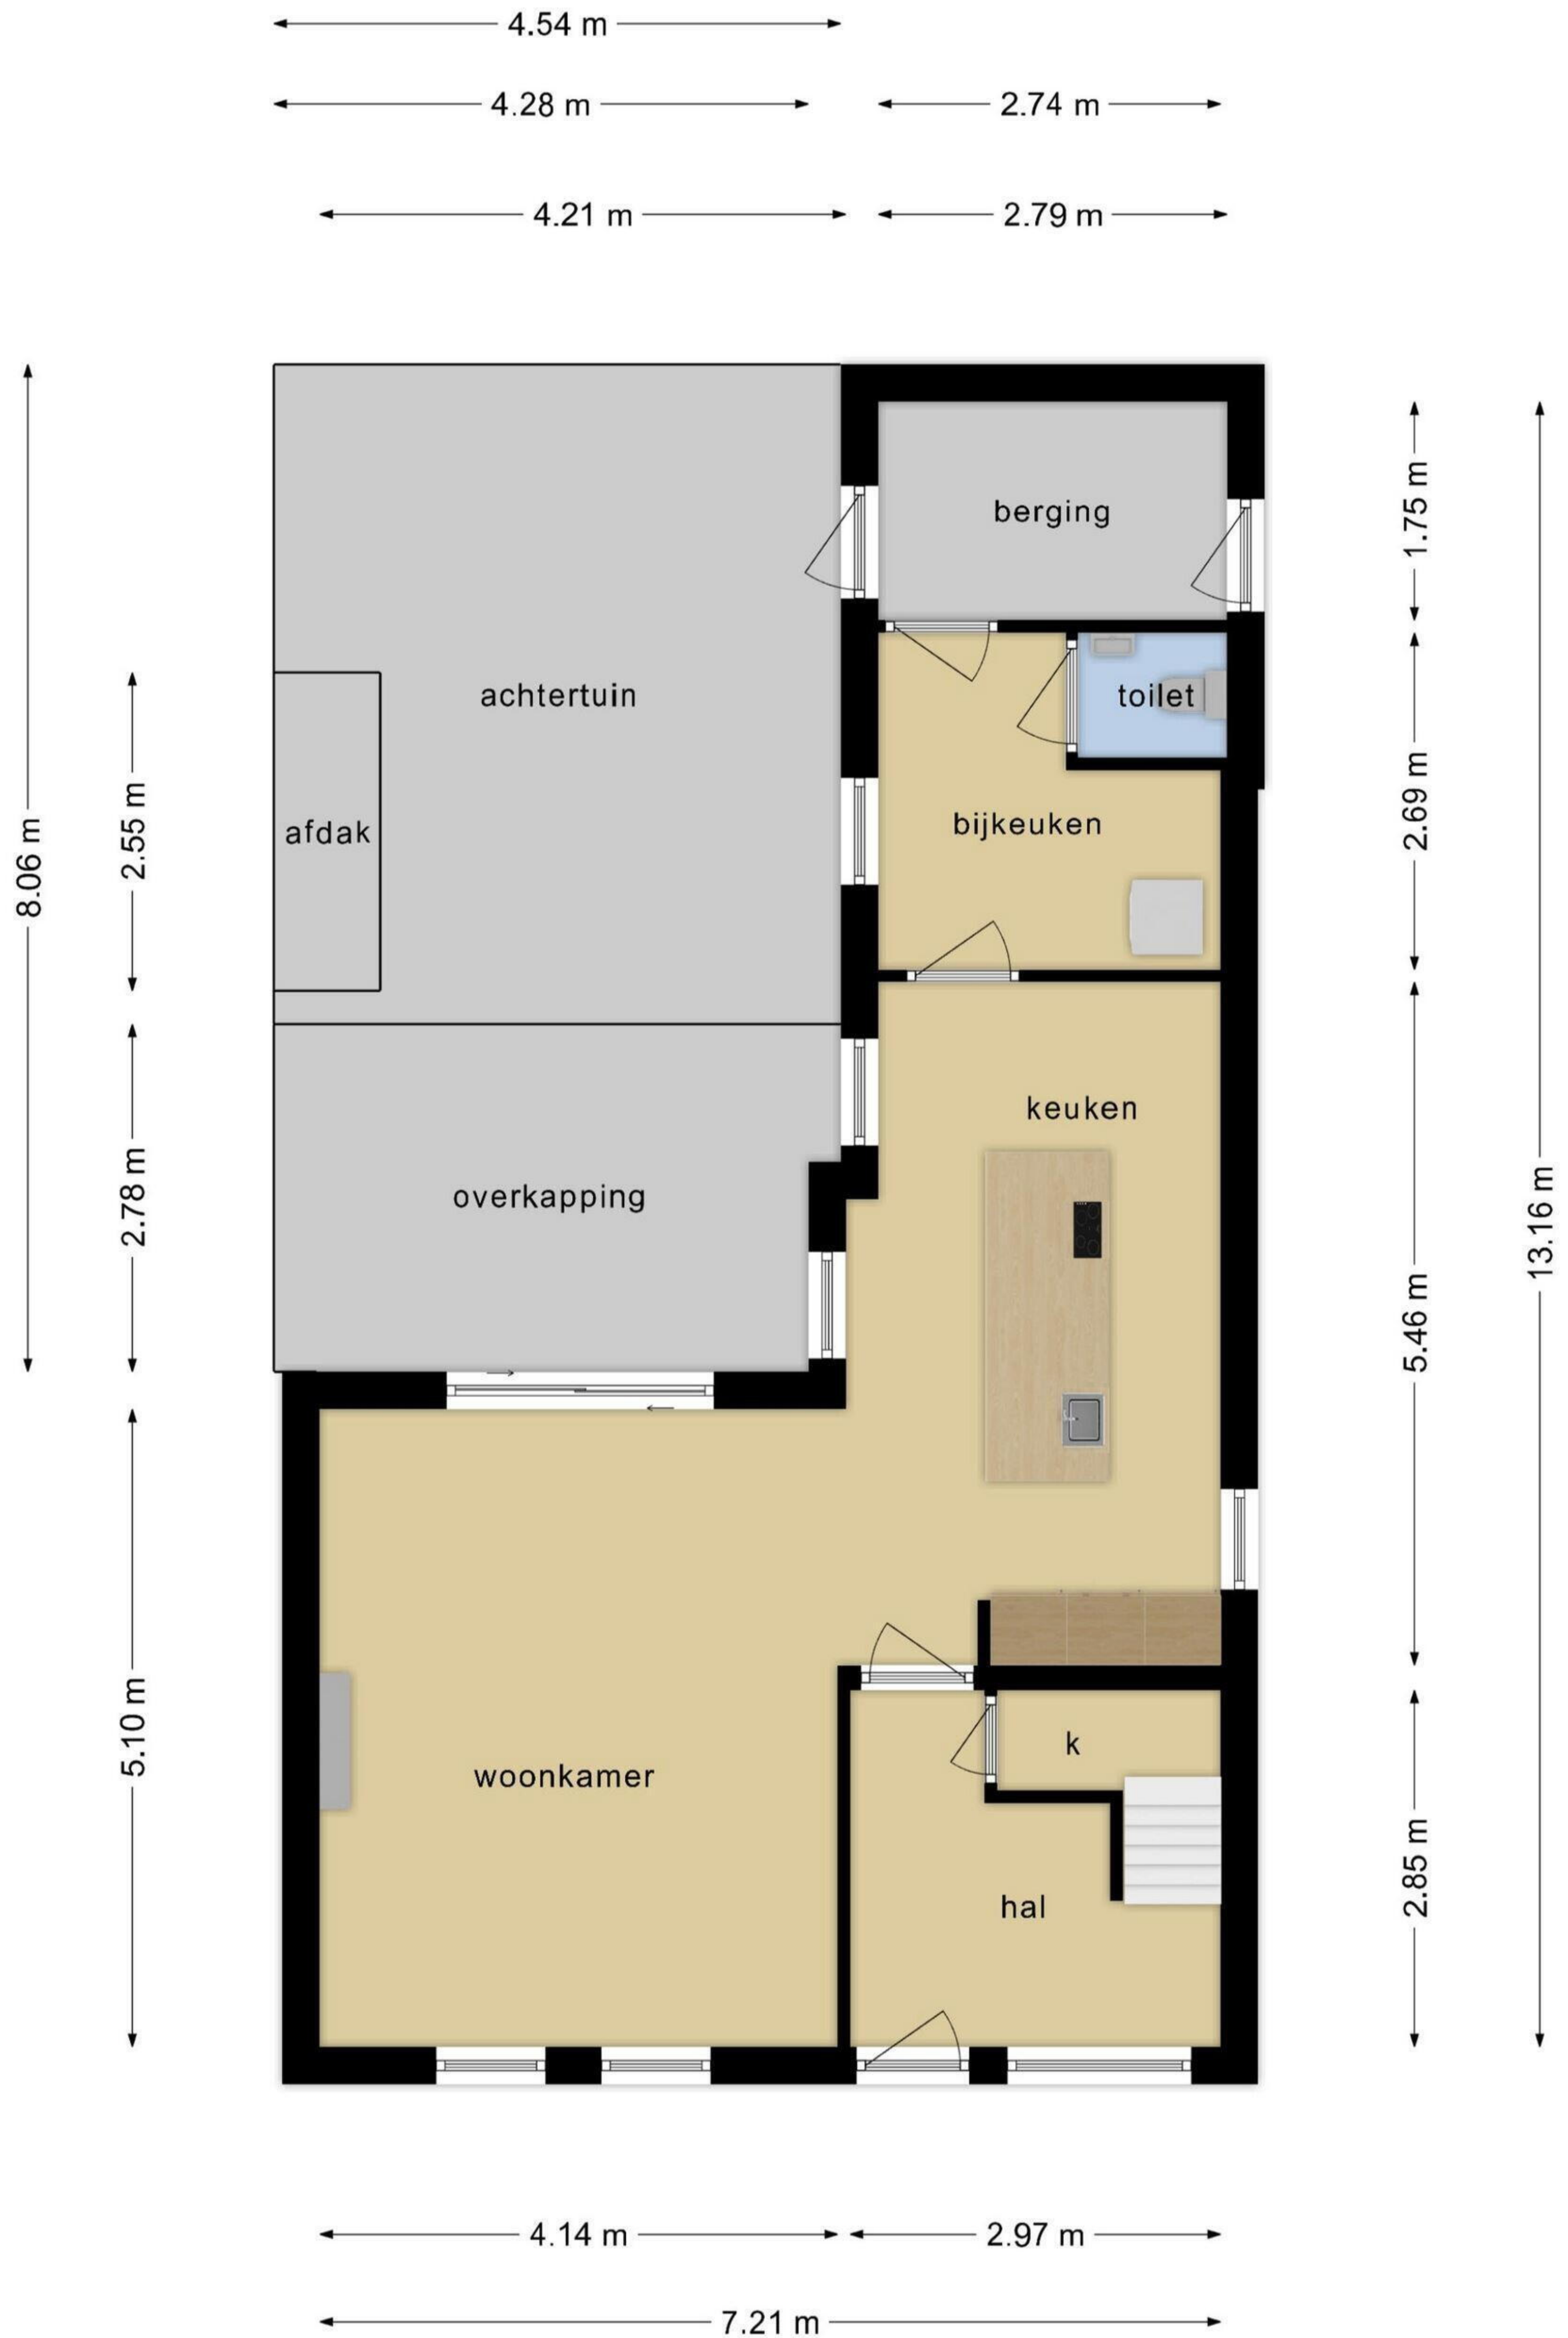 4.54 m
4.28 m
2.74 m
4.21 m
2.79 m
berging
1.75 m
achtertuin
toilet
2.69 m
8.06 m
2.55 m
afdak
bijkeuken
keuken
overkapping
2.78 m
13.16 m
5.46 m
5.10 m
woonkamer
k
hal
2.85 m
4.14 m
2.97 m
7.21 m